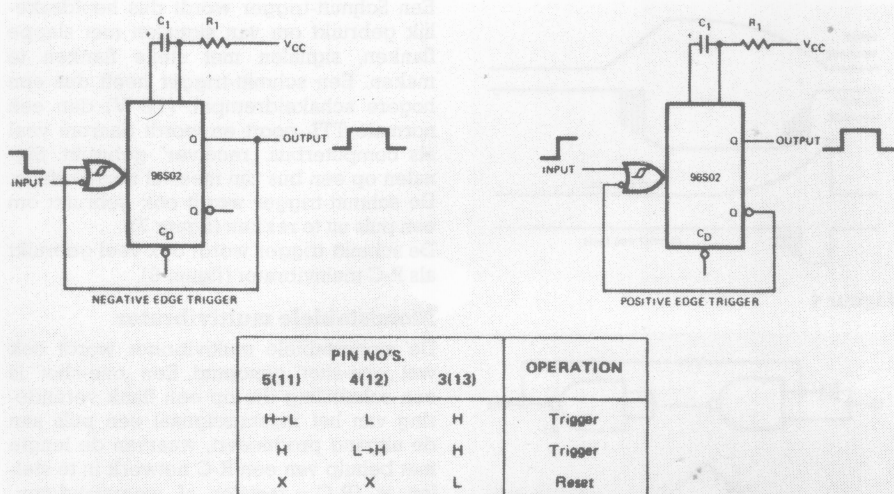 C1
R1
VCC
Q
OUTPUT
INPUT
96S02
Q
CD
NEGATIVE EDGE TRIGGER
C1
R1
VCC
Q
OUTPUT
INPUT
96S02
Q
CD
POSITIVE EDGE TRIGGER
PIN NO'S.
OPERATION
5(11) 4(12) 3(13)
H→L L H Trigger
H L→H H Trigger
X X L Reset